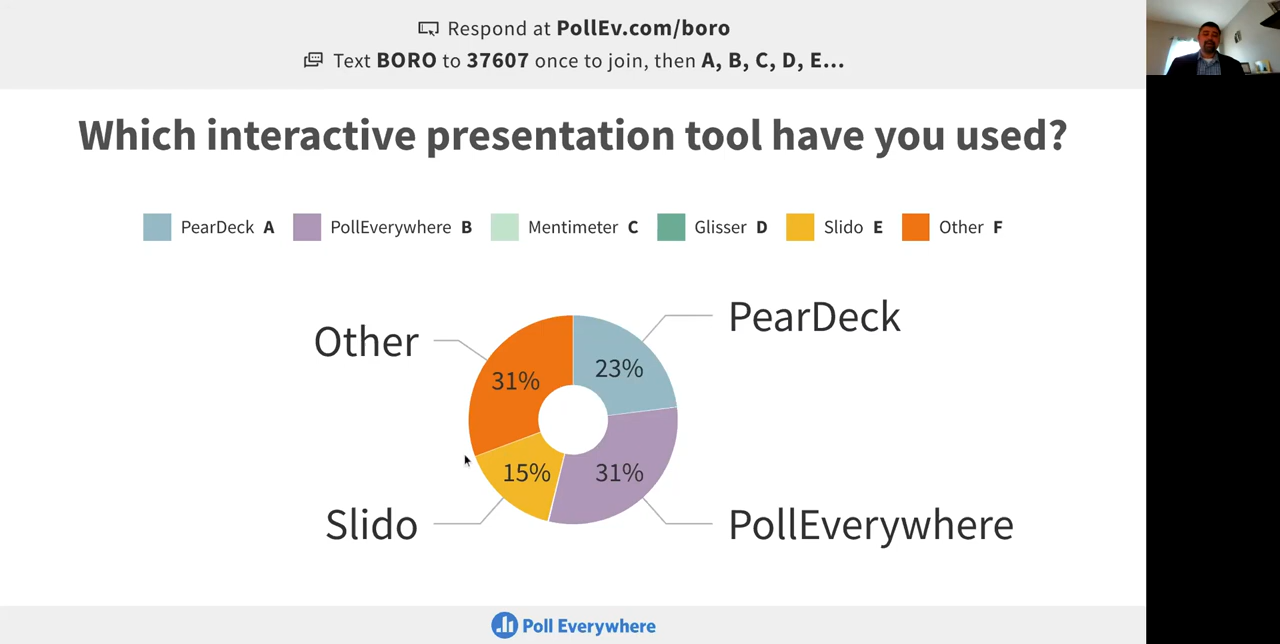 Respond at PollEv.com/boro
Text BORO to 37607 once to join, then A, B, C, D, E...
Which interactive presentation tool have you used?
PearDeck A PollEverywhere B Mentimeter C Glisser D Slido E Other F
PearDeck
Other
23%
31%
15%
31%
Slido
PollEverywhere
Poll Everywhere